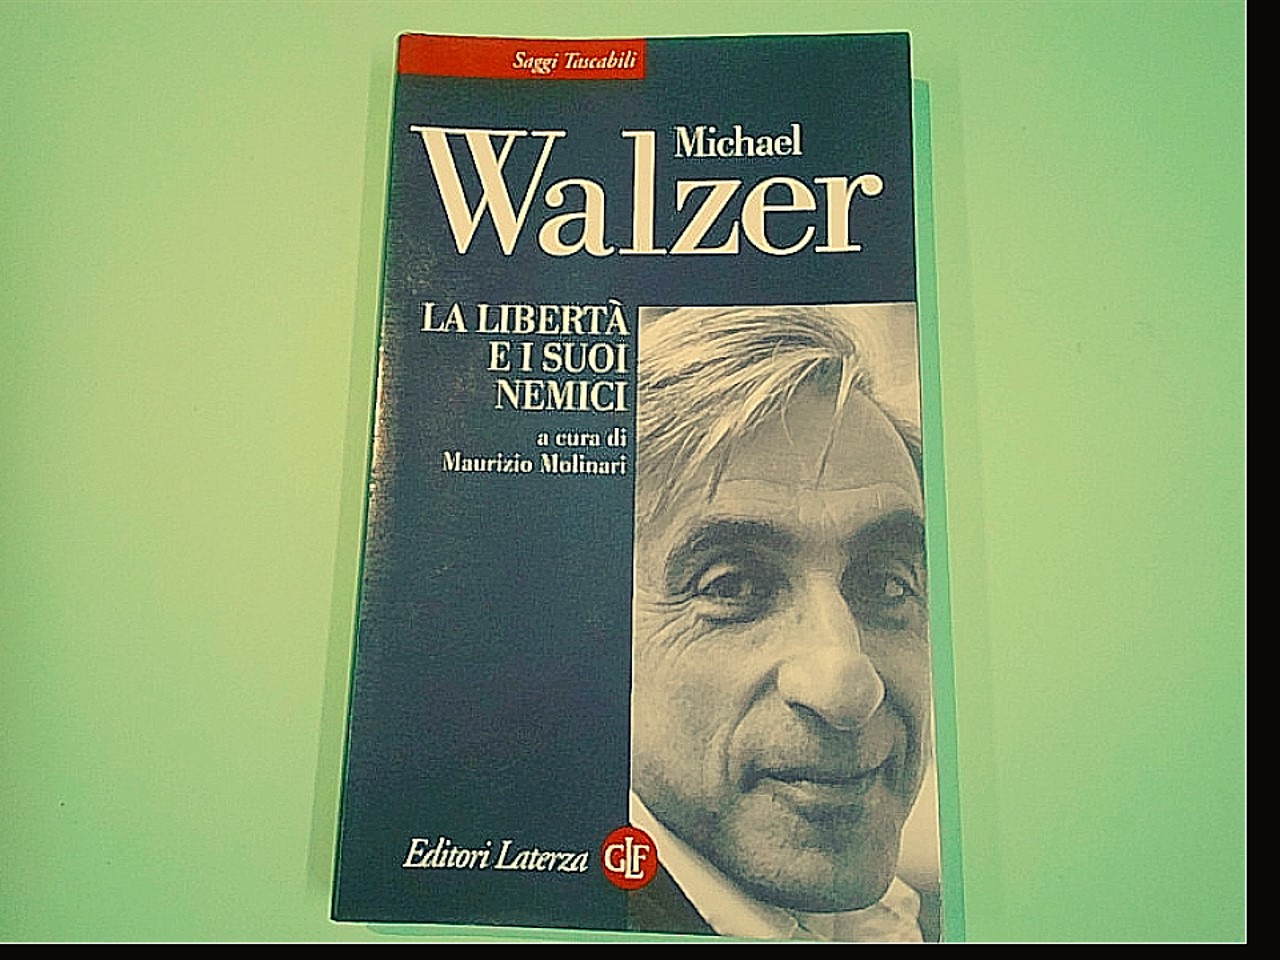 Saggi Tascabili
Michael
Walzer
LA LIBERTÀ
E I SUOI
NEMICI
a cura di
Maurizio Molinari
Editori Laterza
GLF